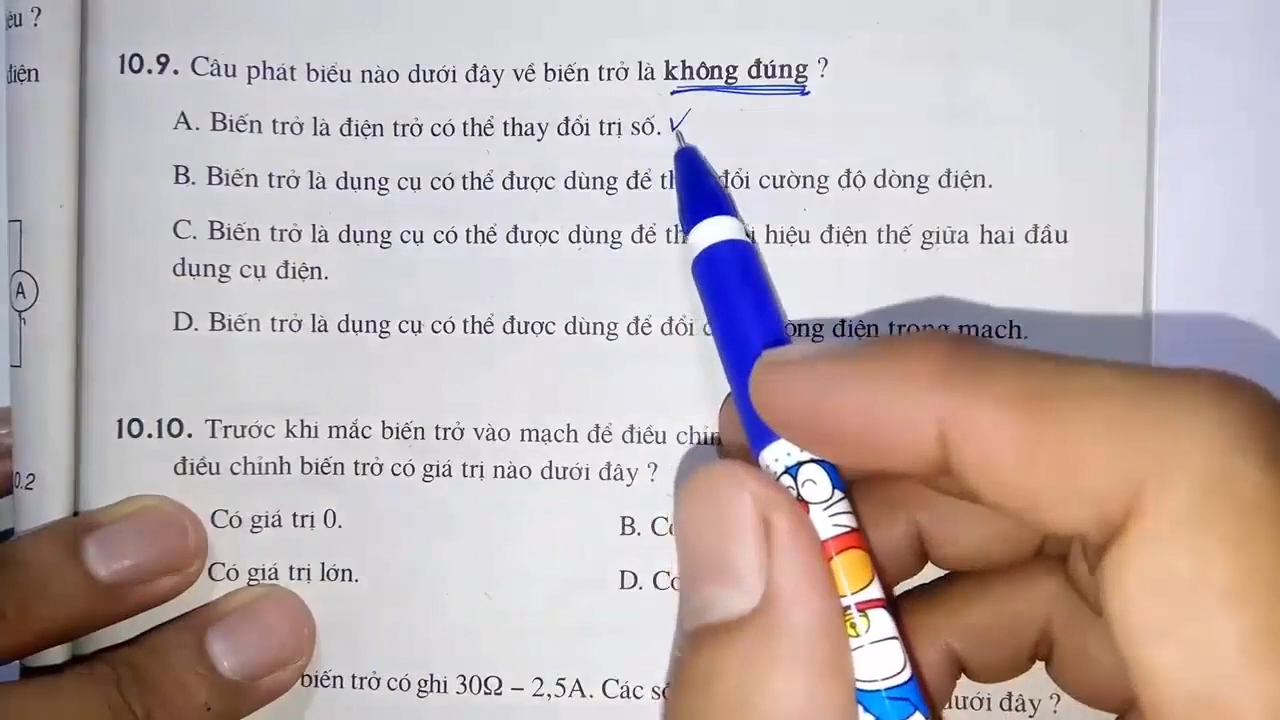 ếu ?
điện
10.9. Câu phát biểu nào dưới đây về biến trở là không đúng ?
A. Biến trở là điện trở có thể thay đổi trị số.
B. Biến trở là dụng cụ có thể được dùng để đổi cường độ dòng điện.
C. Biến trở là dụng cụ có thể được dùng để hiệu điện thế giữa hai đầu
dụng cụ điện.
D. Biến trở là dụng cụ có thể được dùng để đổi dòng điện trong mạch.
A
10.10. Trước khi mắc biến trở vào mạch để điều
điều chỉnh biến trở có giá trị nào dưới đây ?
0.2
Có giá trị 0.
B.
Có giá trị lớn.
D.
biến trở có ghi 30Ω – 2,5A. Các dưới đây ?